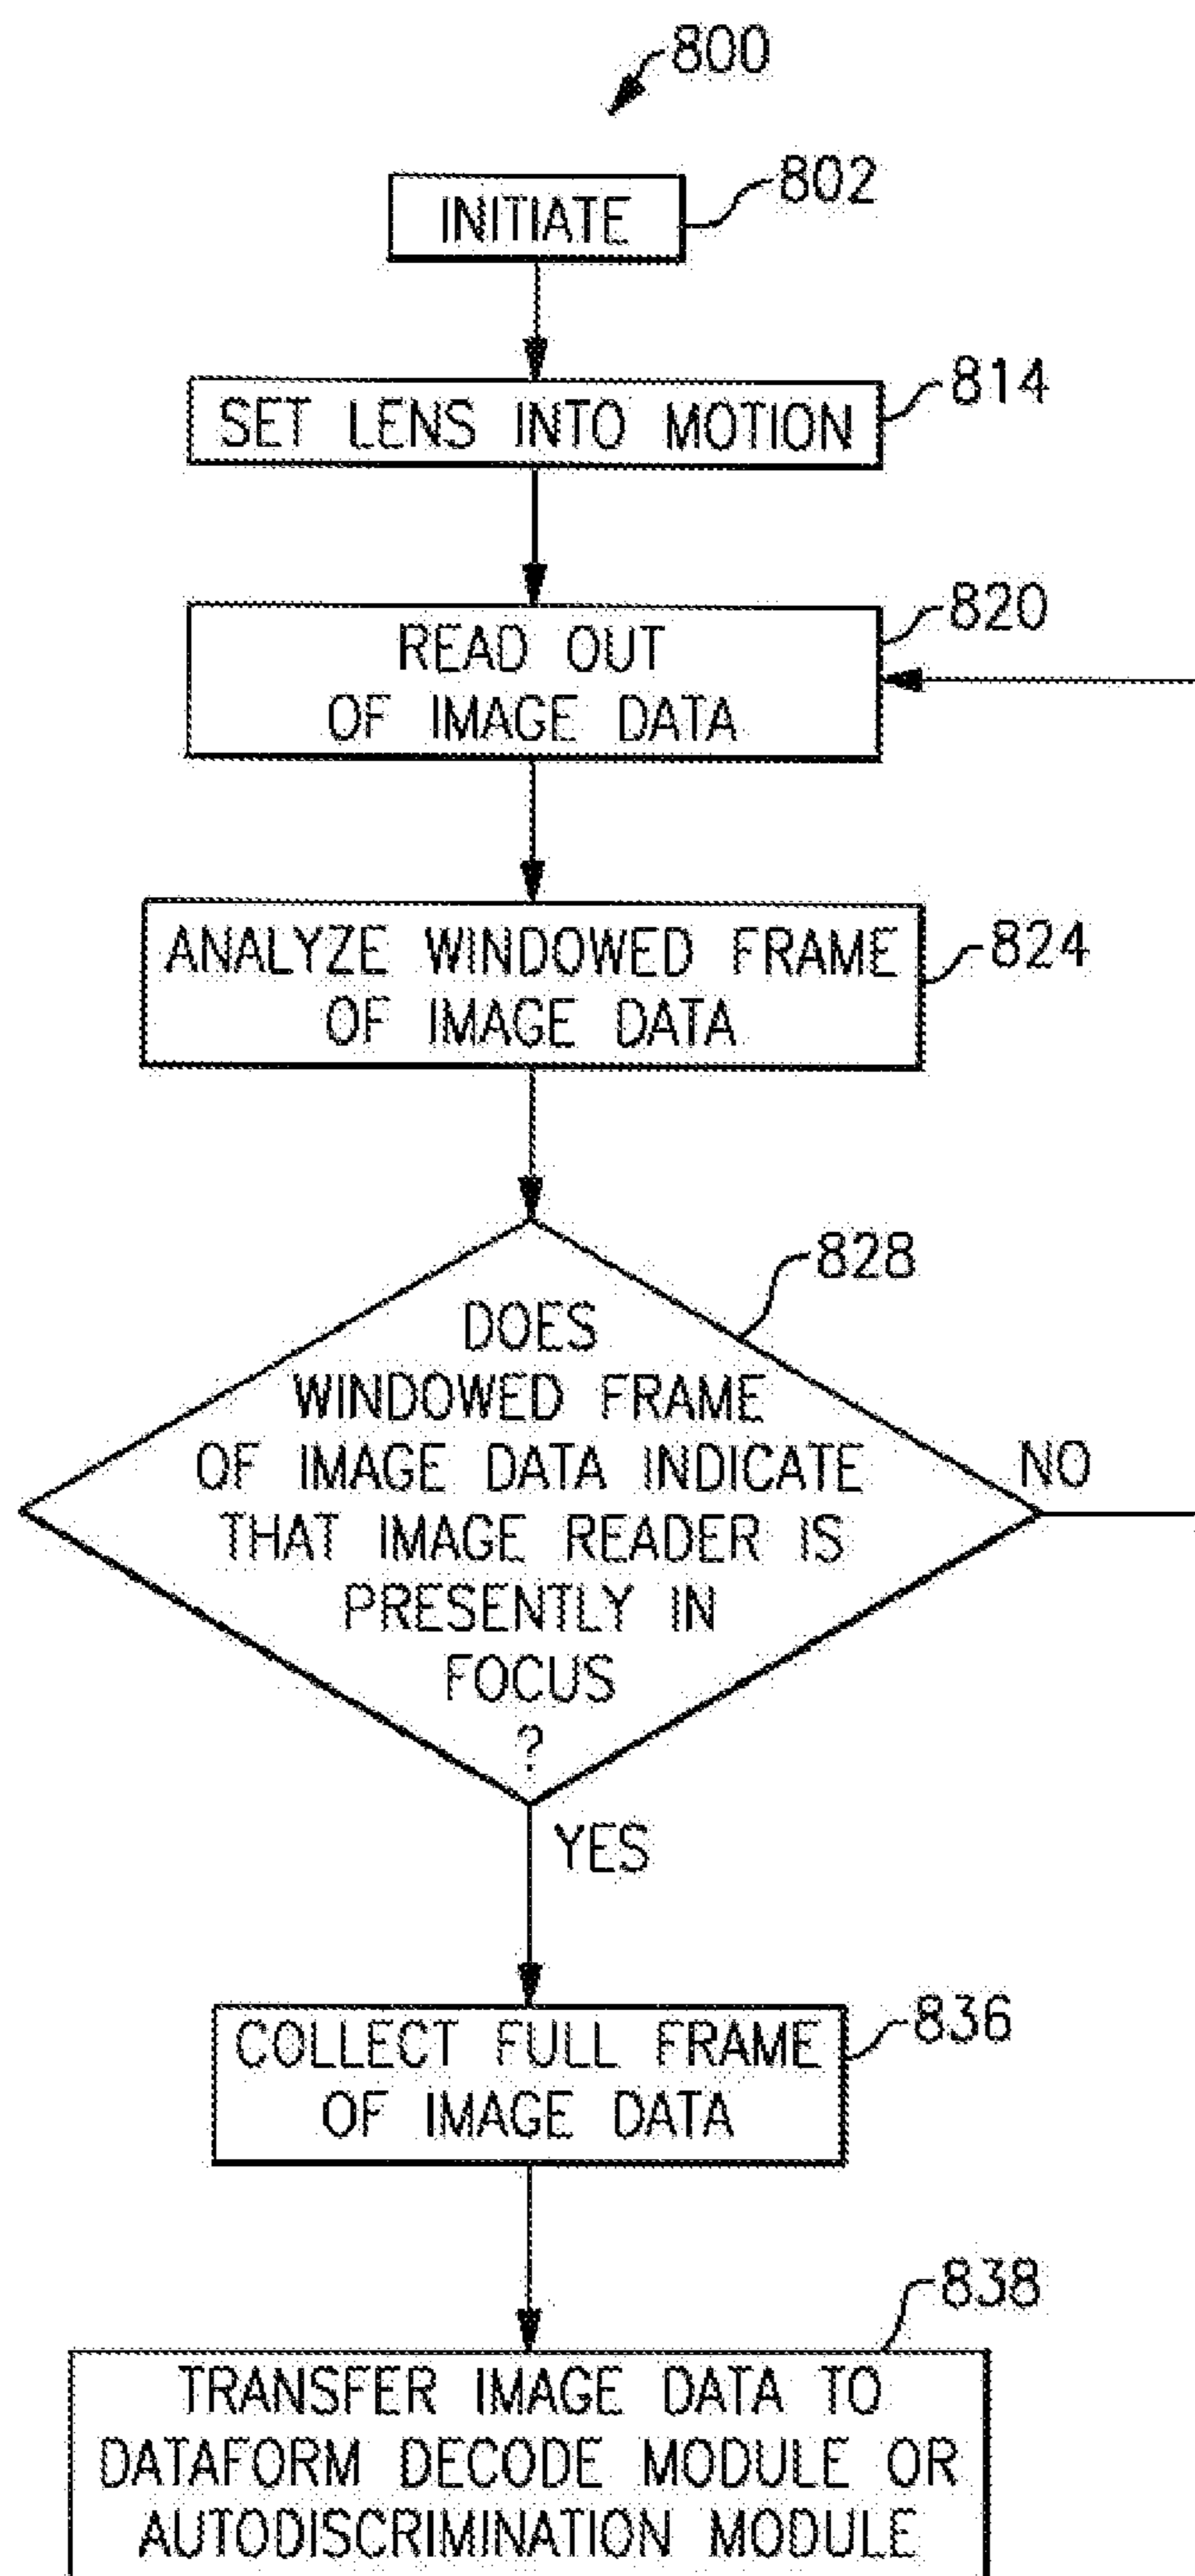 800
INITIATE
802
SET LENS INTO MOTION
814
READ OUT
OF IMAGE DATA
820
ANALYZE WINDOWED FRAME
OF IMAGE DATA
824
DOES
WINDOWED FRAME
OF IMAGE DATA INDICATE
THAT IMAGE READER IS
PRESENTLY IN
FOCUS
?
828
NO
YES
COLLECT FULL FRAME
OF IMAGE DATA
836
838
TRANSFER IMAGE DATA TO
DATAFORM DECODE MODULE OR
AUTODISCRIMINATION MODULE